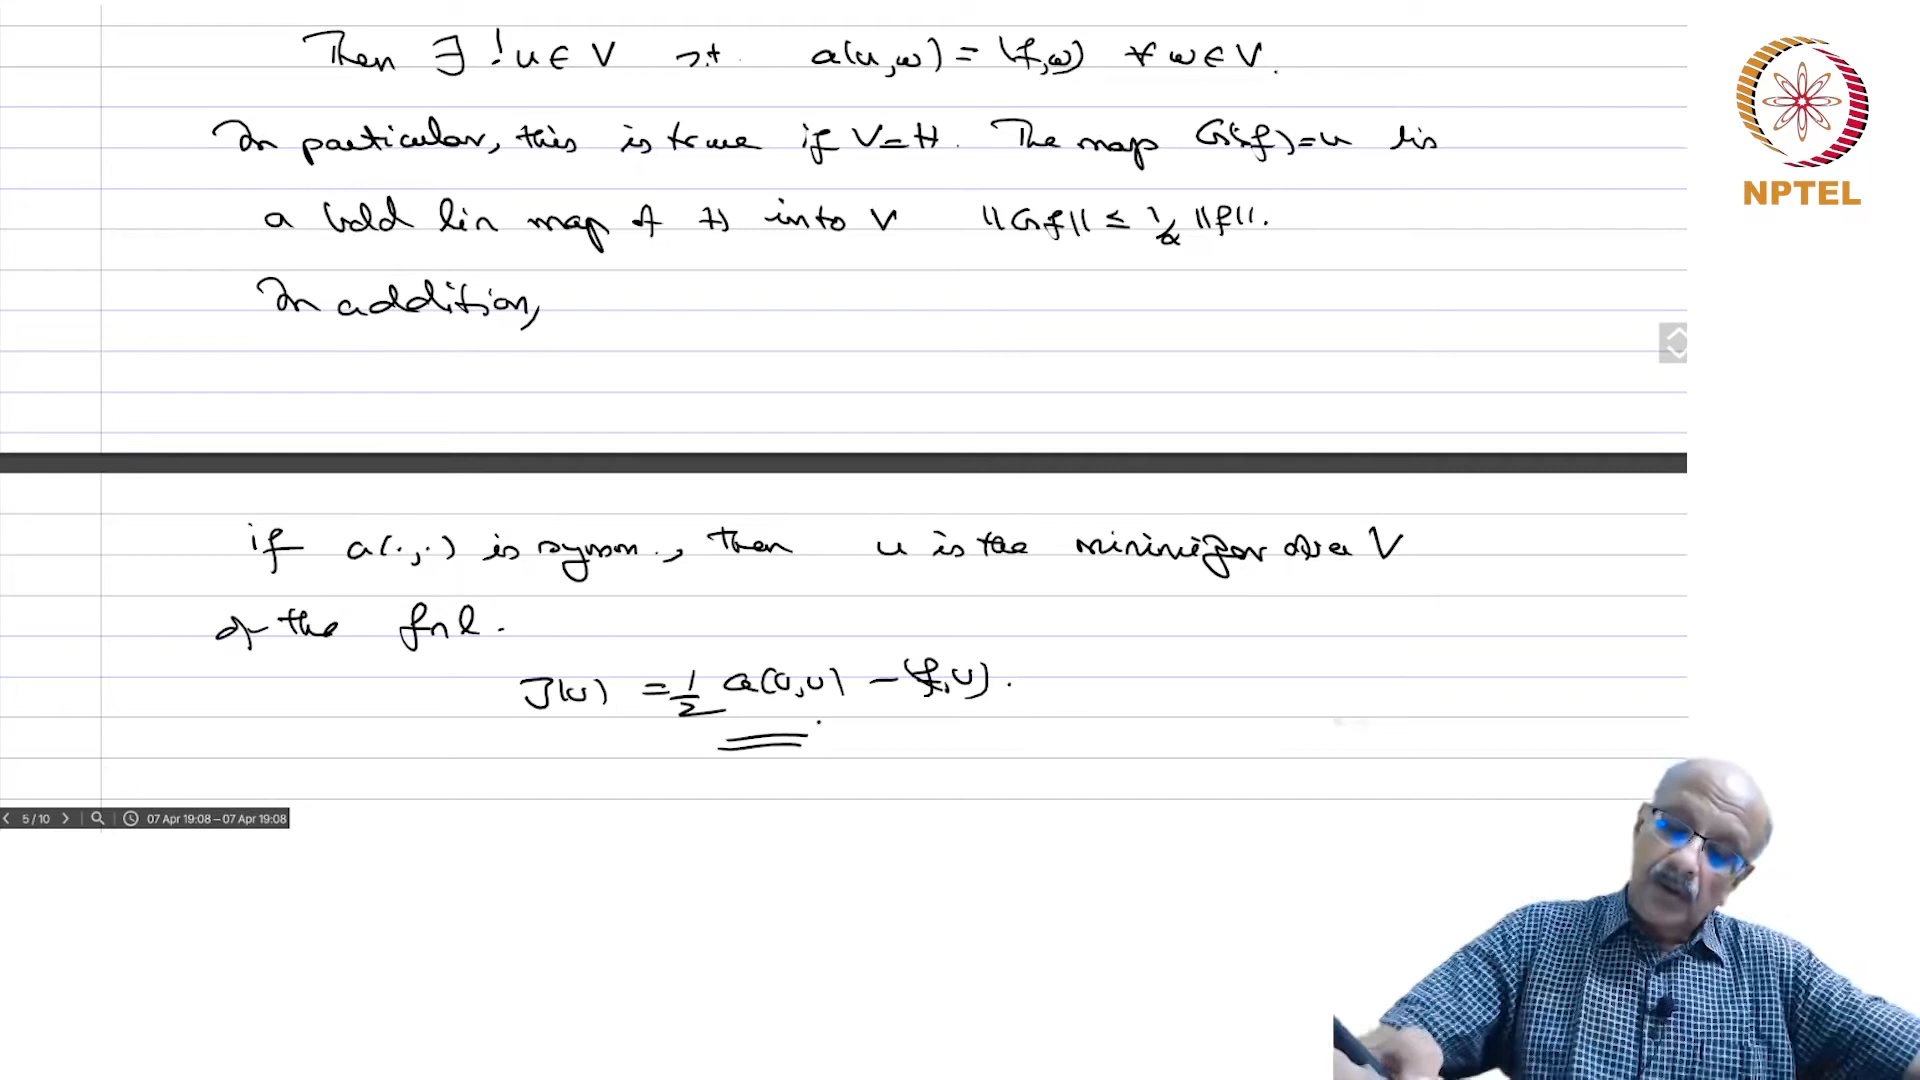 Then ∃ ! u ∈ V s.t. a(u,w) = (f,w) ∀ w ∈ V.
In particular, this is true if V=H. The map G(f)=u is
a bdd lin map of H into V ||Gf|| ≤ 1/α ||f||.
In addition,
if a(.,.) is symm., then u is the minimizer over V
of the fnl.
J(v) = 1/2 a(v,v) - (f,v).
NPTEL
5/10 07 Apr 19:08 – 07 Apr 19:08